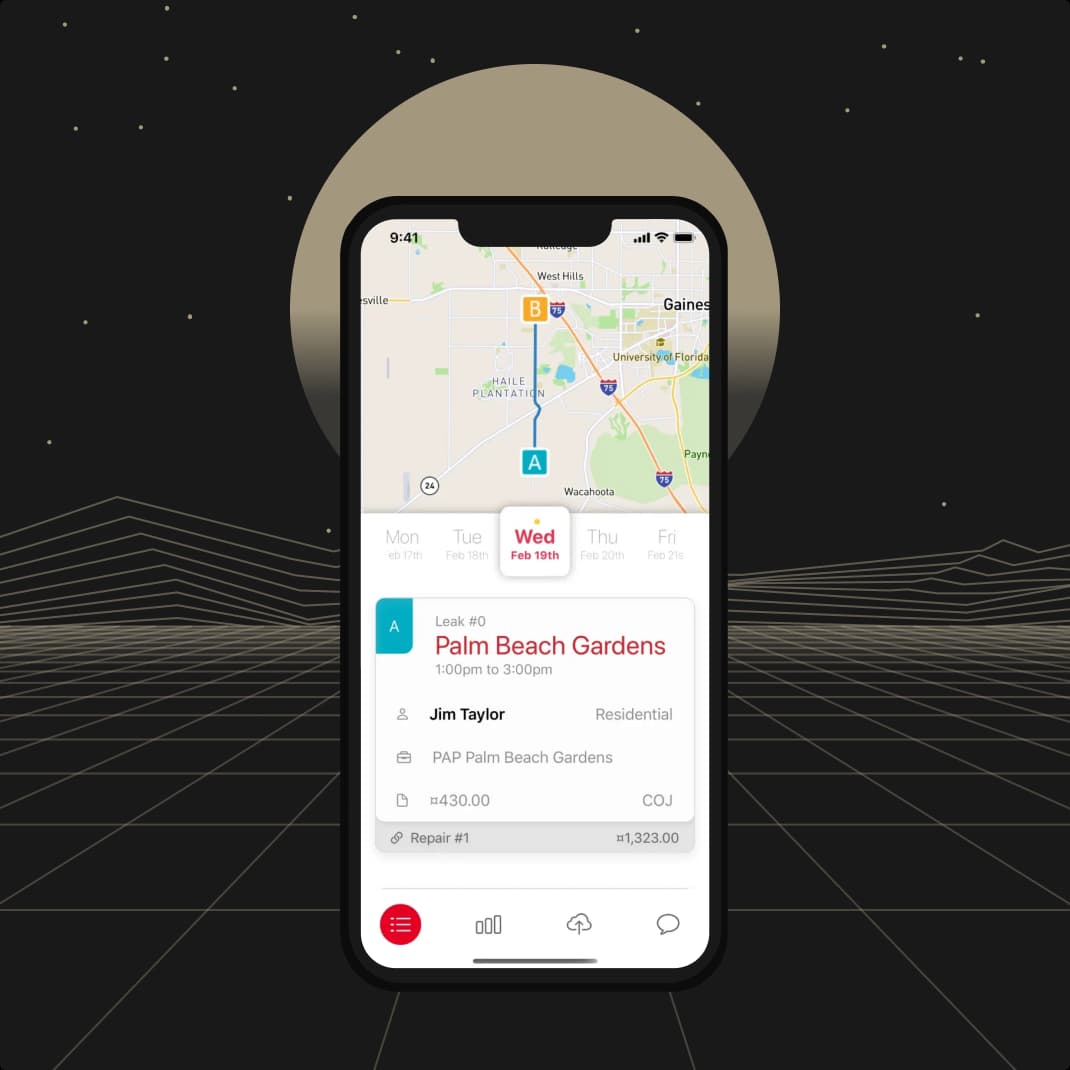 9:41
Rutledge
West Hills
esville
B
75
Gaines
University of Florida
HAILE
PLANTATION
75
A
Payn
75
24
Wacahoota
Mon Tue Wed Thu Fri
eb 17th Feb 18th Feb 19th Feb 20th Feb 21s
A
Leak #0
Palm Beach Gardens
1:00pm to 3:00pm
Jim Taylor Residential
PAP Palm Beach Gardens
¤430.00 COJ
Repair #1 ¤1,323.00